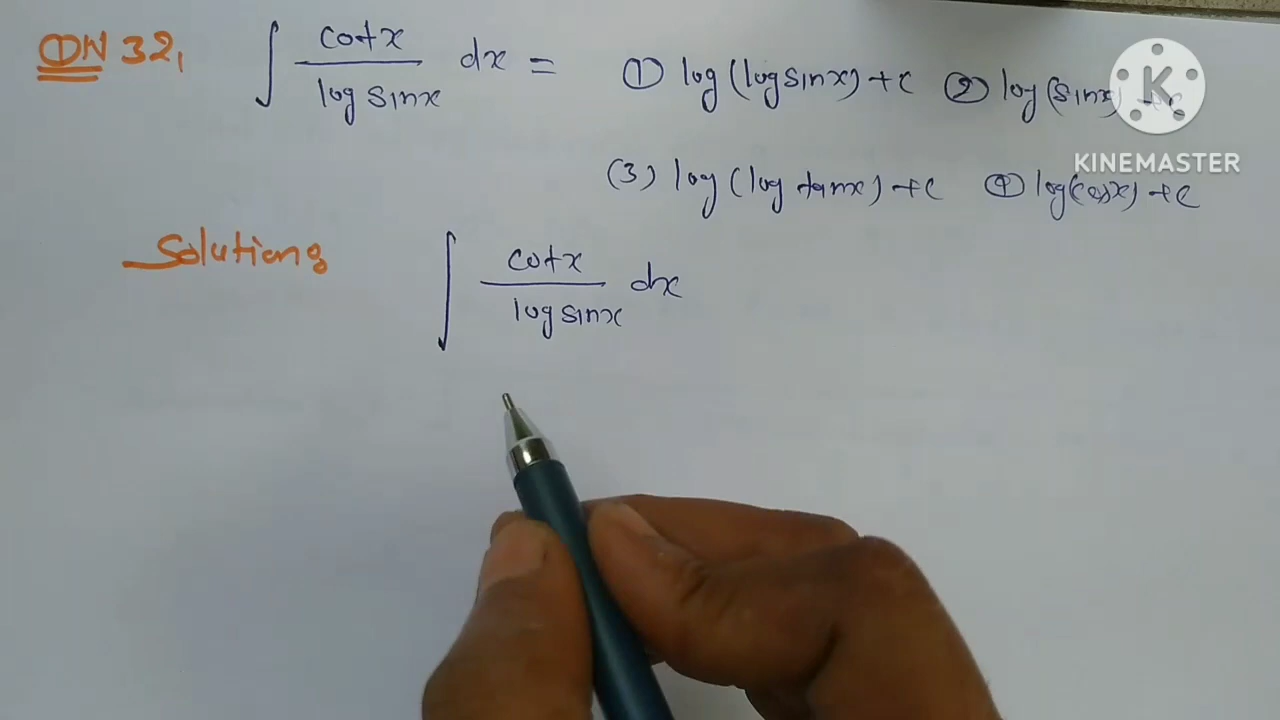 QN 32, ∫ cotx / log sinx dx = ① log(log sinx) + c ② log(sinx)
KINEMASTER
(3) log(log tanx) + c ④ log(cosx) + c
Solution:
∫ cotx / log sinx dx